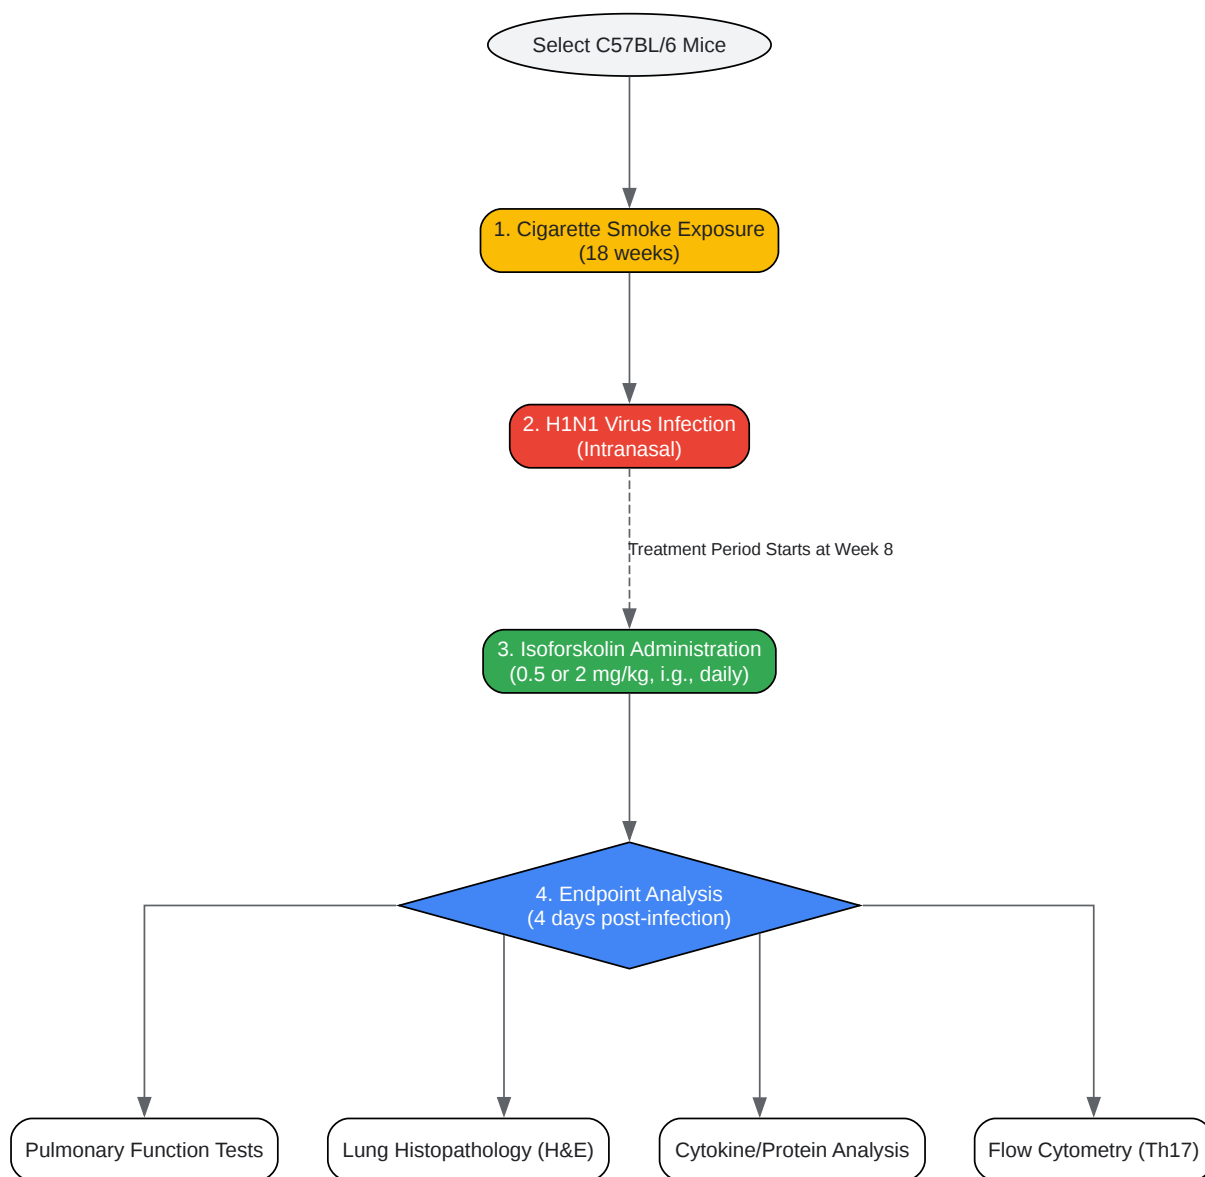 Select C57BL/6 Mice
1. Cigarette Smoke Exposure
(18 weeks)
2. H1N1 Virus Infection
(Intranasal)
Treatment Period Starts at Week 8
3. Isoforskolin Administration
(0.5 or 2 mg/kg, i.g., daily)
4. Endpoint Analysis
(4 days post-infection)
Pulmonary Function Tests
Lung Histopathology (H&E)
Cytokine/Protein Analysis
Flow Cytometry (Th17)